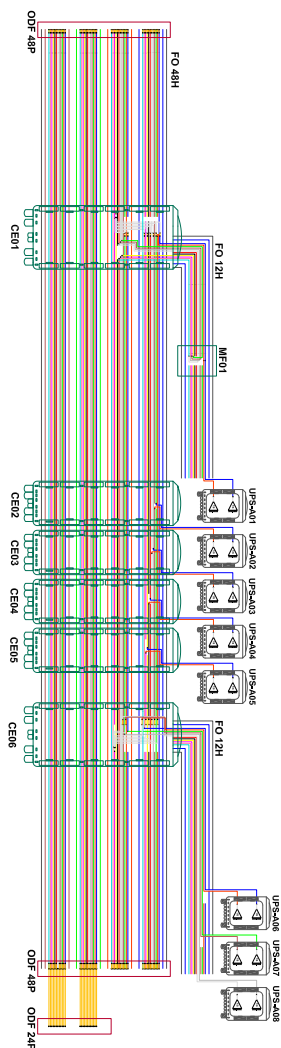 ODF 48P
FO 48H
CE01
FO 12H
MF01
CE02
CE03
CE04
CE05
UPS-A01
UPS-A02
UPS-A03
UPS-A04
UPS-A05
CE06
FO 12H
UPS-A06
UPS-A07
UPS-A08
ODF 48P
ODF 24P